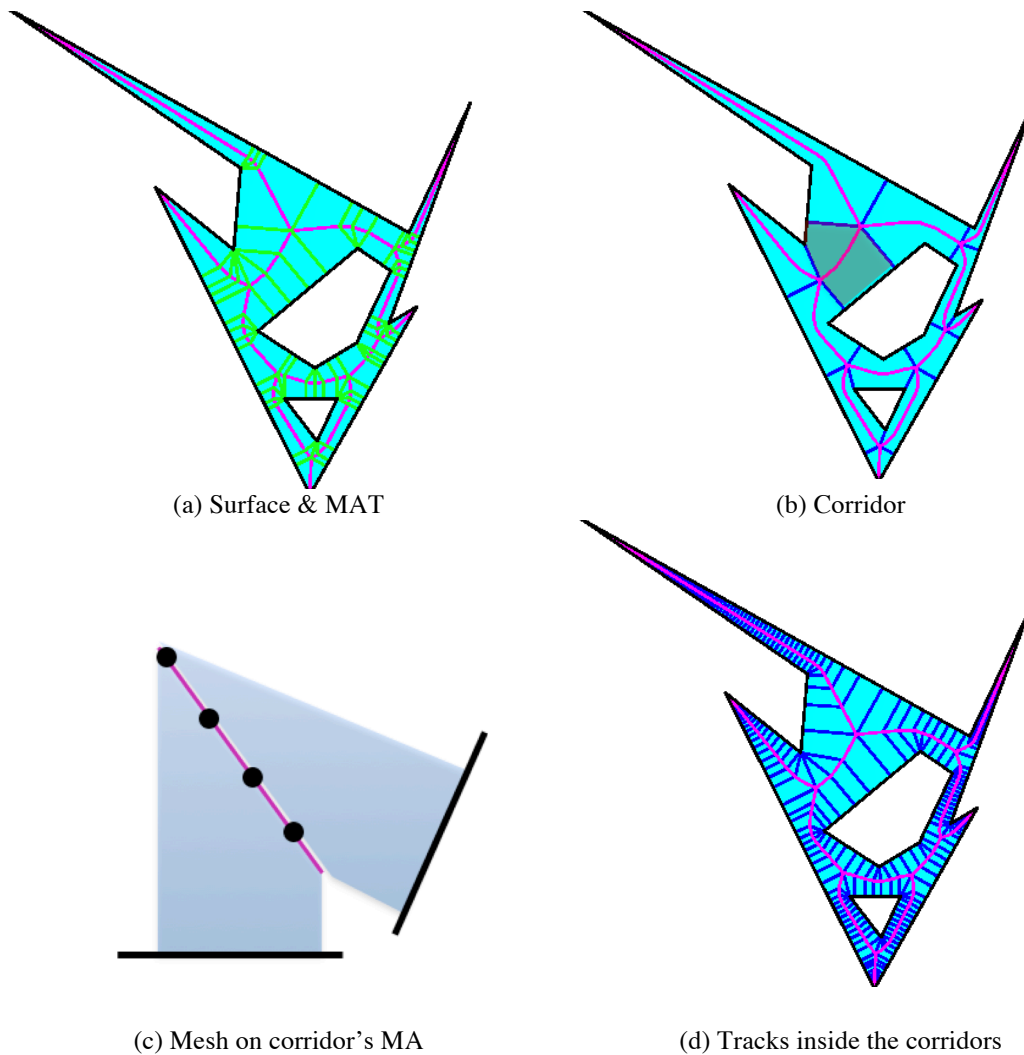 (a) Surface & MAT
(b) Corridor
(c) Mesh on corridor's MA
(d) Tracks inside the corridors